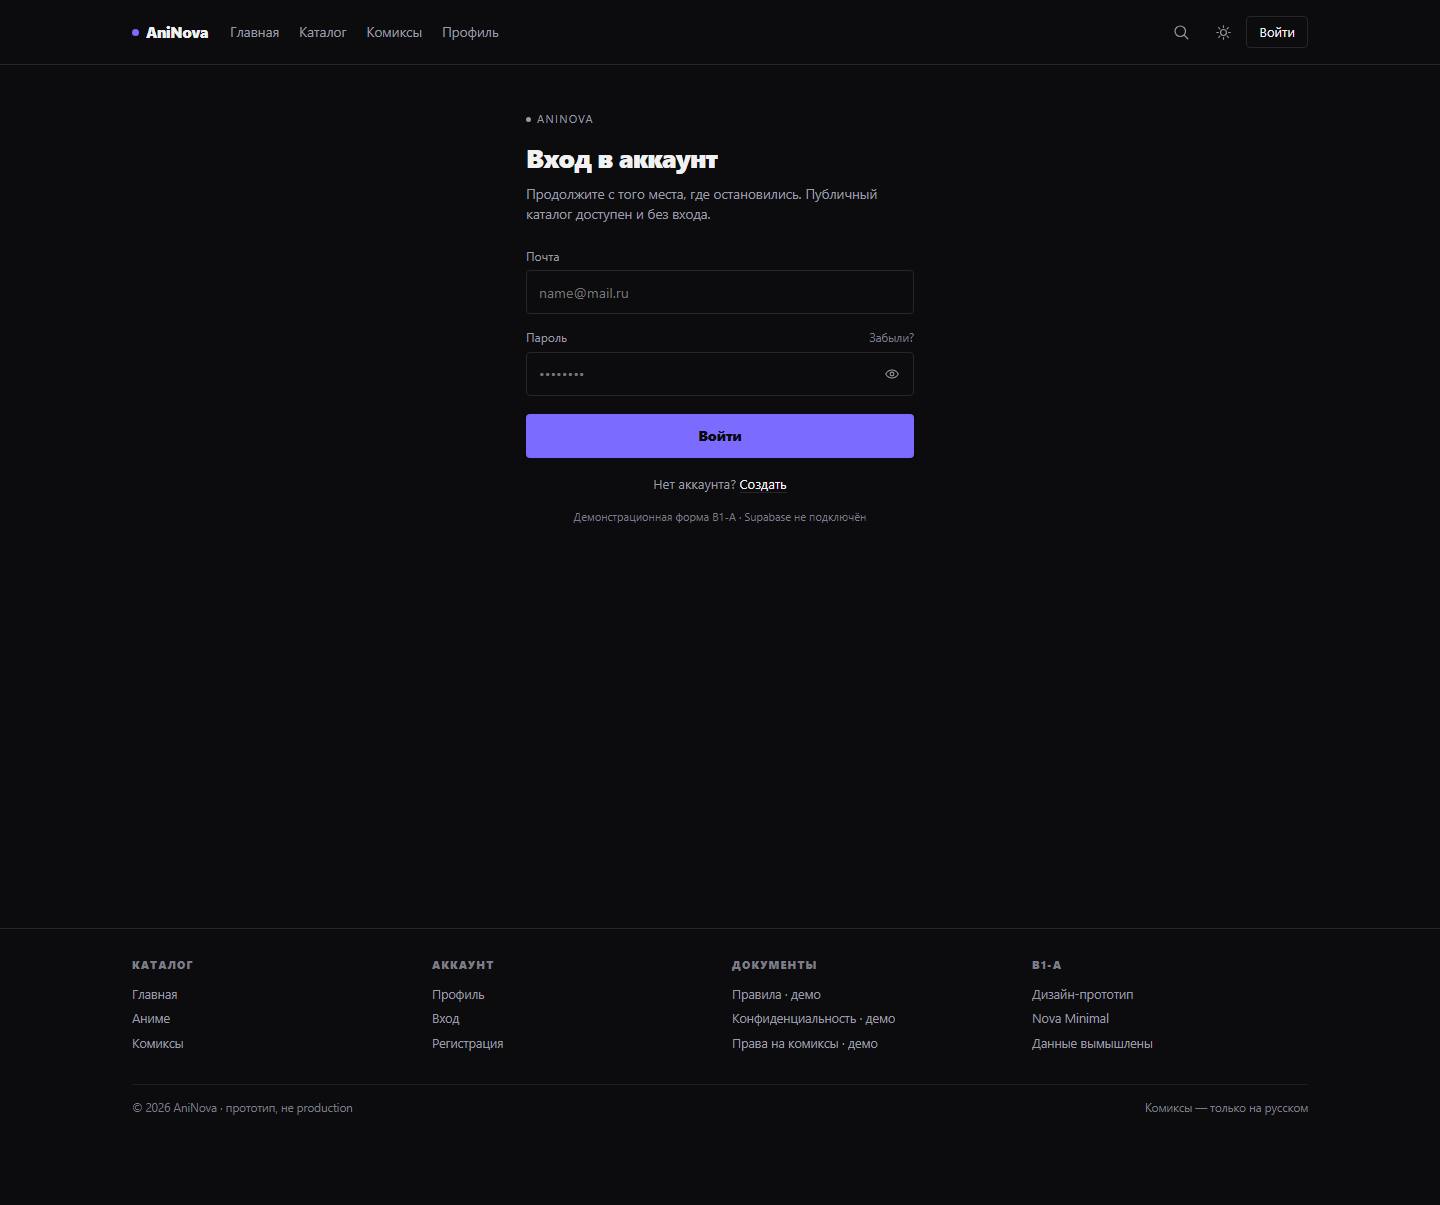 AniNova Главная Каталог Комиксы Профиль Войти
ANINOVA
Вход в аккаунт
Продолжите с того места, где остановились. Публичный
каталог доступен и без входа.
Почта
name@mail.ru
Пароль Забыли?
••••••••
Войти
Нет аккаунта? Создать
Демонстрационная форма B1-A · Supabase не подключён
КАТАЛОГ
Главная
Аниме
Комиксы
АККАУНТ
Профиль
Вход
Регистрация
ДОКУМЕНТЫ
Правила · демо
Конфиденциальность · демо
Права на комиксы · демо
B1-A
Дизайн-прототип
Nova Minimal
Данные вымышлены
© 2026 AniNova · прототип, не production
Комиксы — только на русском